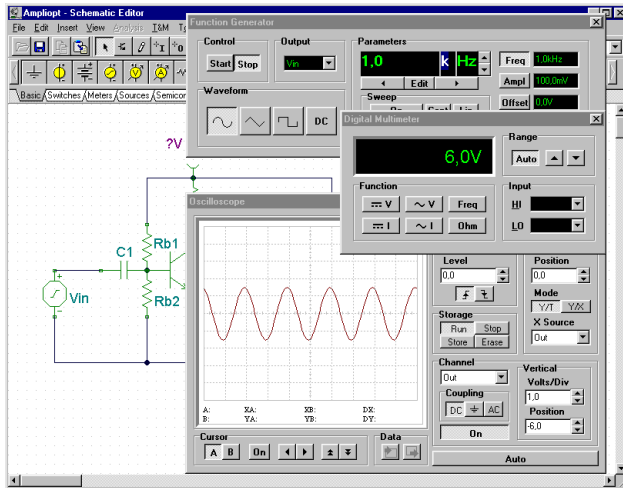 Ampliopt - Schematic Editor
File Edit Insert View Analysis I&M T
Basic Switches Meters Sources Semicor
Function Generator
Control
Start Stop
Output
Vin
Parameters
1,0 k Hz
Edit
Sweep
Freq 1,0kHz
Ampl 100,0mV
Offset 0,0V
Waveform
DC
Digital Multimeter
6,0V
Range
Auto
Function
V V Freq
I I Ohm
Input
HI
LO
?V
C1
Rb1
Rb2
Vin
Oscilloscope
A: XA: XB: DX:
B: YA: YB: DY:
Cursor
A B On
Data
Level
0,0
Position
0,0
Mode
Y/T Y/X
X Source
Out
Storage
Run Stop
Store Erase
Channel
Out
Coupling
DC AC
On
Vertical
Volts/Div
1,0
Position
-6,0
Auto